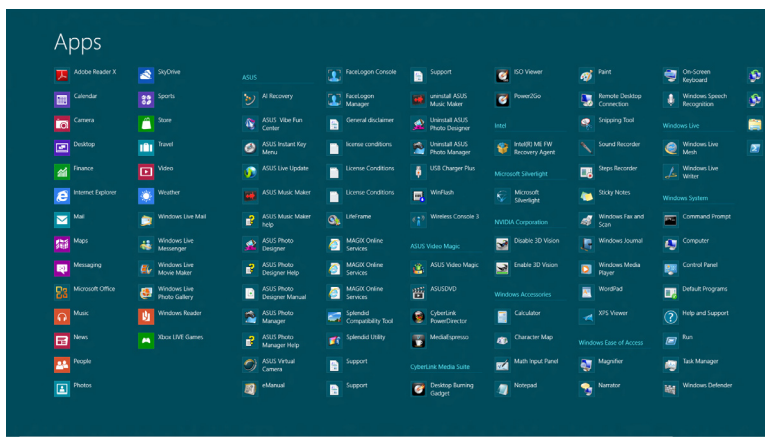 Apps
Adobe Reader X
Calendar
Camera
Desktop
Finance
Internet Explorer
Mail
Maps
Messaging
Microsoft Office
Music
News
People
Photos
SkyDrive
Sports
Store
Travel
Video
Weather
Windows Live Mail
Windows Live
Messenger
Windows Live
Movie Maker
Windows Live
Photo Gallery
Windows Reader
Xbox LIVE Games
ASUS
AI Recovery
ASUS Vibe Fun
Center
ASUS Instant Key
Menu
ASUS Live Update
ASUS Music Maker
ASUS Music Maker
help
ASUS Photo
Designer
ASUS Photo
Designer Help
ASUS Photo
Designer Manual
ASUS Photo
Manager
ASUS Photo
Manager Help
ASUS Virtual
Camera
eManual
FaceLogon Console
FaceLogon
Manager
General disclaimer
license conditions
License Conditions
License Conditions
LifeFrame
MAGIX Online
Services
MAGIX Online
Services
MAGIX Online
Services
Splendid
Compatibility Tool
Splendid Utility
Support
Support
Support
uninstall ASUS
Music Maker
Uninstall ASUS
Photo Designer
Uninstall ASUS
Photo Manager
USB Charger Plus
WinFlash
Wireless Console 3
ASUS Video Magic
ASUS Video Magic
ASUSDVD
CyberLink
PowerDirector
MediaEspresso
CyberLink Media Suite
Desktop Burning
Gadget
ISO Viewer
Power2Go
Intel
Intel(R) ME FW
Recovery Agent
Microsoft Silverlight
Microsoft
Silverlight
NVIDIA Corporation
Disable 3D Vision
Enable 3D Vision
Windows Accessories
Calculator
Character Map
Math Input Panel
Notepad
Paint
Remote Desktop
Connection
Snipping Tool
Sound Recorder
Steps Recorder
Sticky Notes
Windows Fax and
Scan
Windows Journal
Windows Media
Player
WordPad
XPS Viewer
Windows Ease of Access
Magnifier
Narrator
On-Screen
Keyboard
Windows Speech
Recognition
Windows Live
Windows Live
Mesh
Windows Live
Writer
Windows System
Command Prompt
Computer
Control Panel
Default Programs
Help and Support
Run
Task Manager
Windows Defender